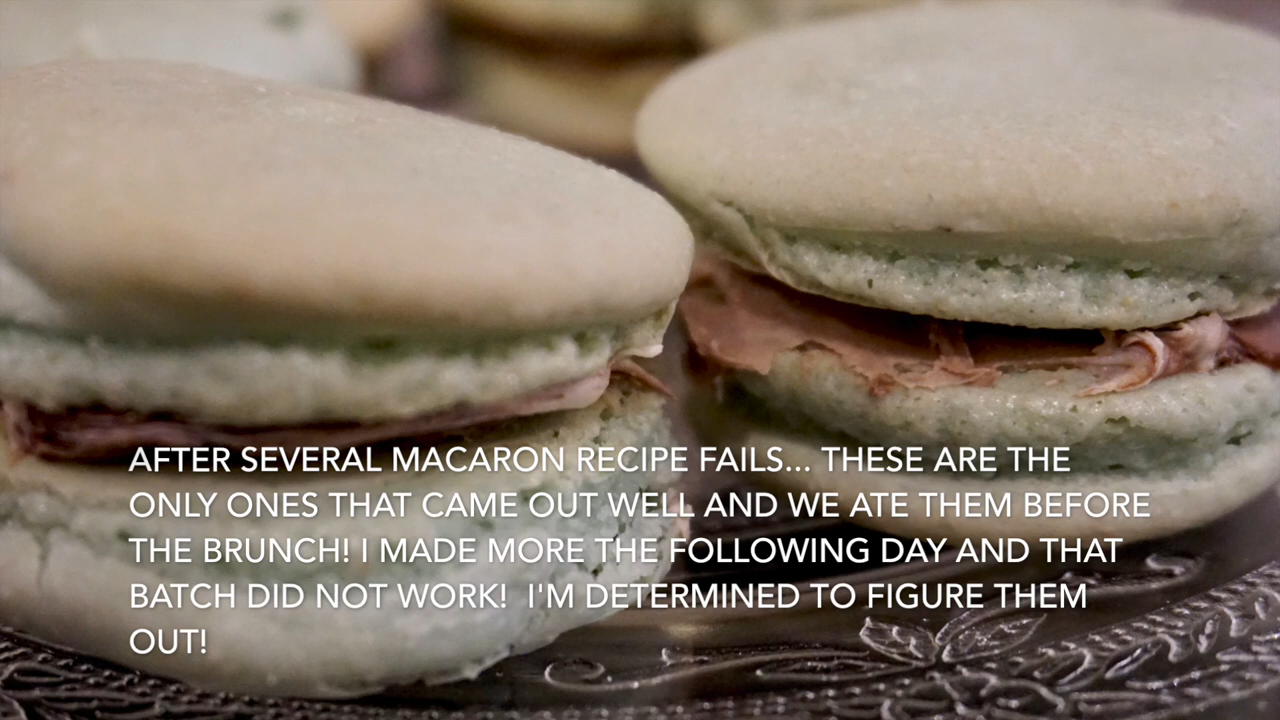 AFTER SEVERAL MACARON RECIPE FAILS... THESE ARE THE
ONLY ONES THAT CAME OUT WELL AND WE ATE THEM BEFORE
THE BRUNCH! I MADE MORE THE FOLLOWING DAY AND THAT
BATCH DID NOT WORK!  I'M DETERMINED TO FIGURE THEM
OUT!